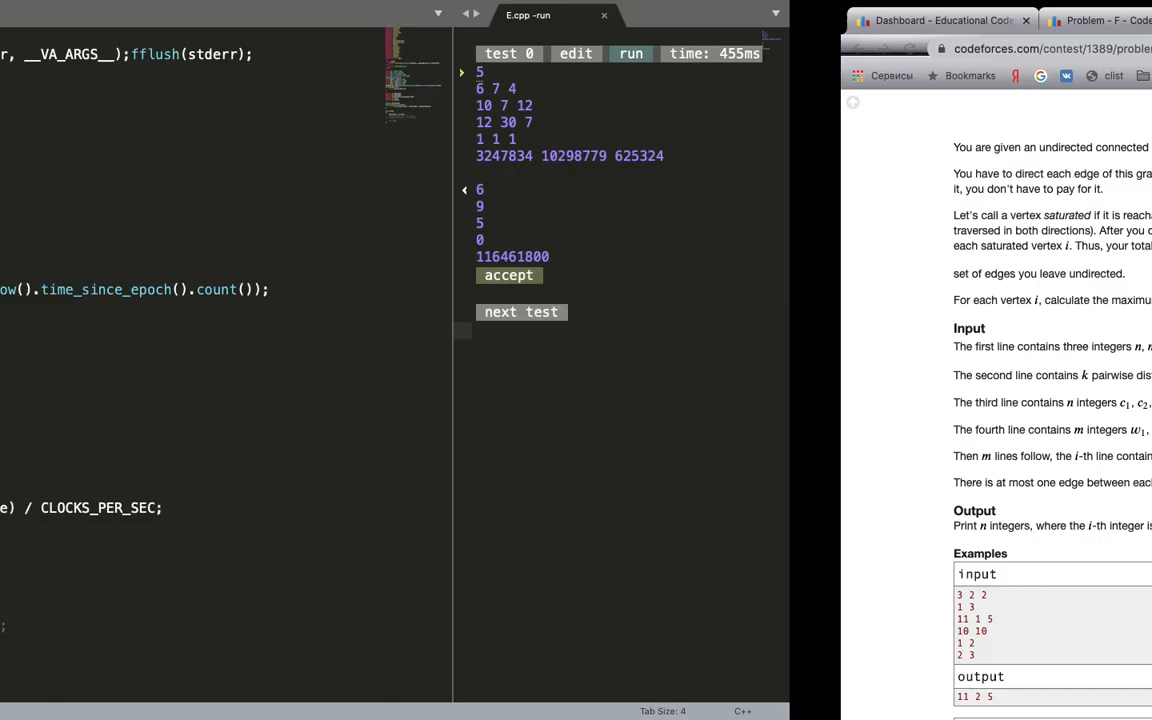 r, __VA_ARGS__);fflush(stderr);
ow().time_since_epoch().count());
e) / CLOCKS_PER_SEC;
;
Tab Size: 4 C++
E.cpp -run ×
test 0 edit run time: 455ms
5
6 7 4
10 7 12
12 30 7
1 1 1
3247834 10298779 625324
6
9
5
0
116461800
accept
next test
Dashboard - Educational Code × Problem - F - Code
codeforces.com/contest/1389/proble
Сервисы Bookmarks Я G clist
You are given an undirected connected
You have to direct each edge of this gra
it, you don't have to pay for it.
Let's call a vertex saturated if it is reach
traversed in both directions). After you c
each saturated vertex i. Thus, your total
set of edges you leave undirected.
For each vertex i, calculate the maximu
Input
The first line contains three integers n, m
The second line contains k pairwise dis
The third line contains n integers c1, c2,
The fourth line contains m integers w1,
Then m lines follow, the i-th line contain
There is at most one edge between each
Output
Print n integers, where the i-th integer is
Examples
input
3 2 2
1 3
11 1 5
10 10
1 2
2 3
output
11 2 5